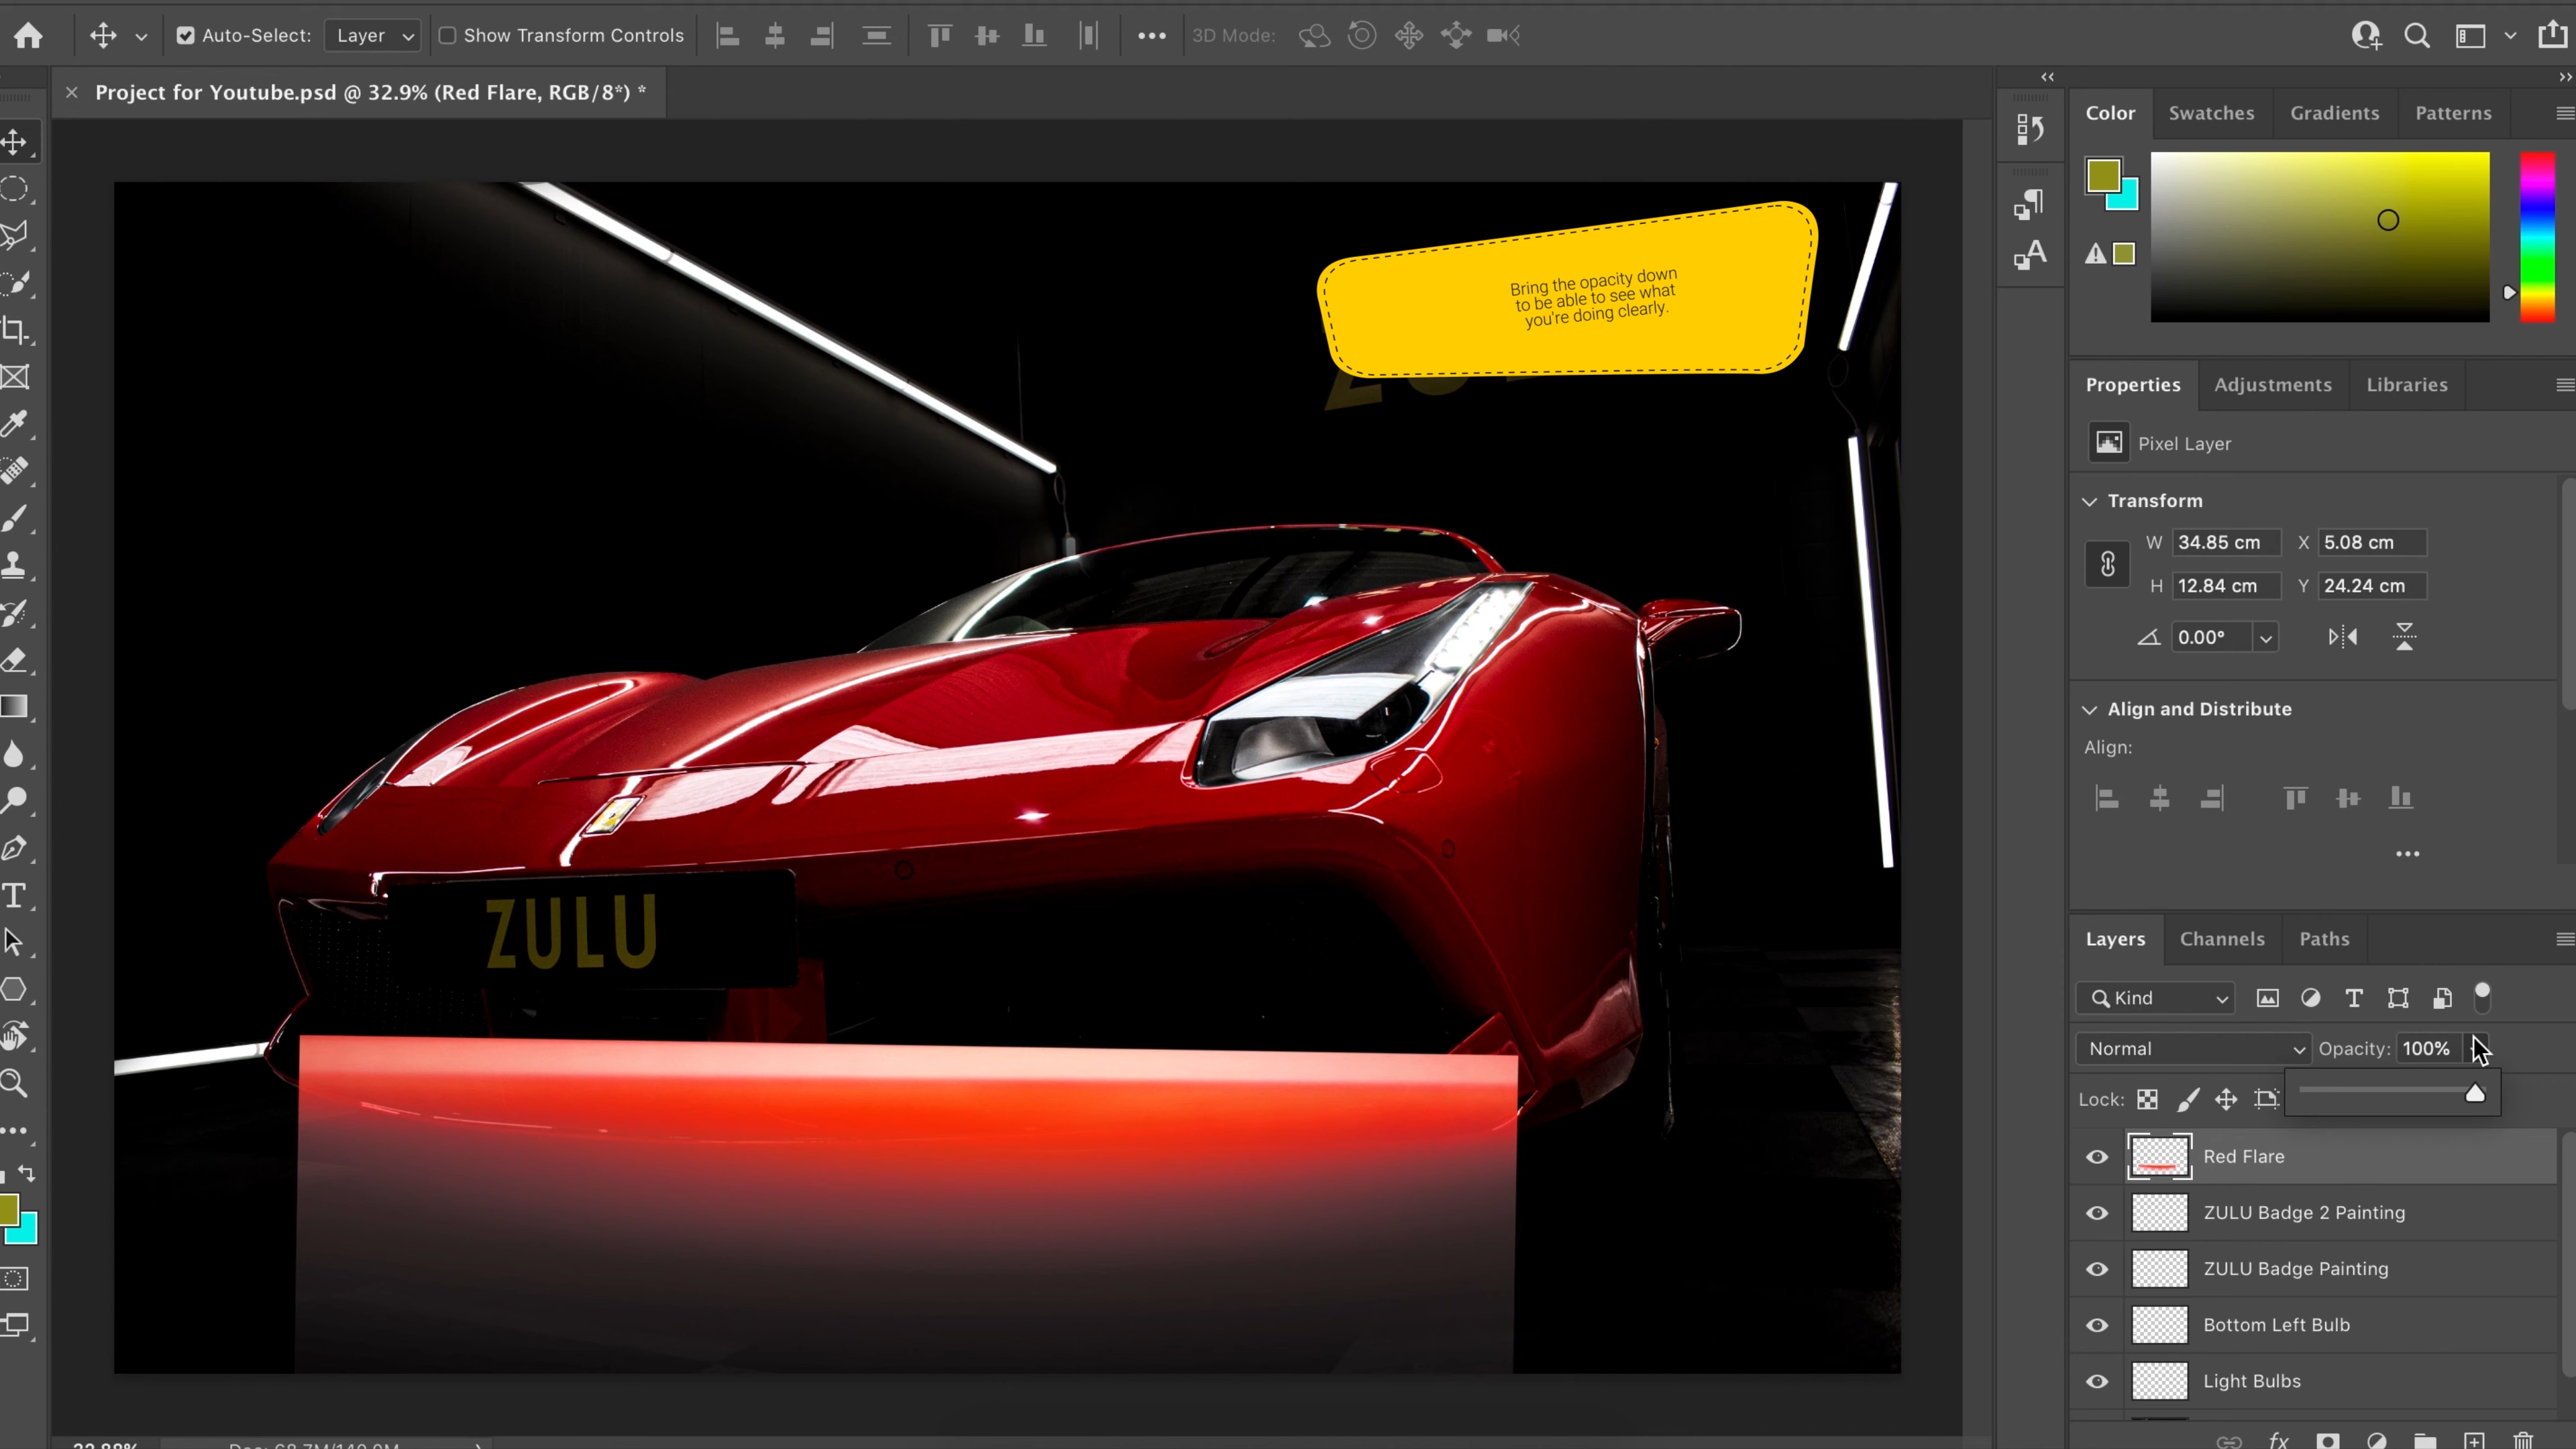 Auto-Select: Layer Show Transform Controls 3D Mode:
Project for Youtube.psd @ 32.9% (Red Flare, RGB/8*) *
Color Swatches Gradients Patterns
Bring the opacity down
to be able to see what
you're doing clearly.
Properties Adjustments Libraries
Pixel Layer
Transform
W 34.85 cm X 5.08 cm
H 12.84 cm Y 24.24 cm
0.00°
Align and Distribute
Align:
ZULU
Layers Channels Paths
Kind
Normal Opacity: 100%
Lock:
Red Flare
ZULU Badge 2 Painting
ZULU Badge Painting
Bottom Left Bulb
Light Bulbs
fx